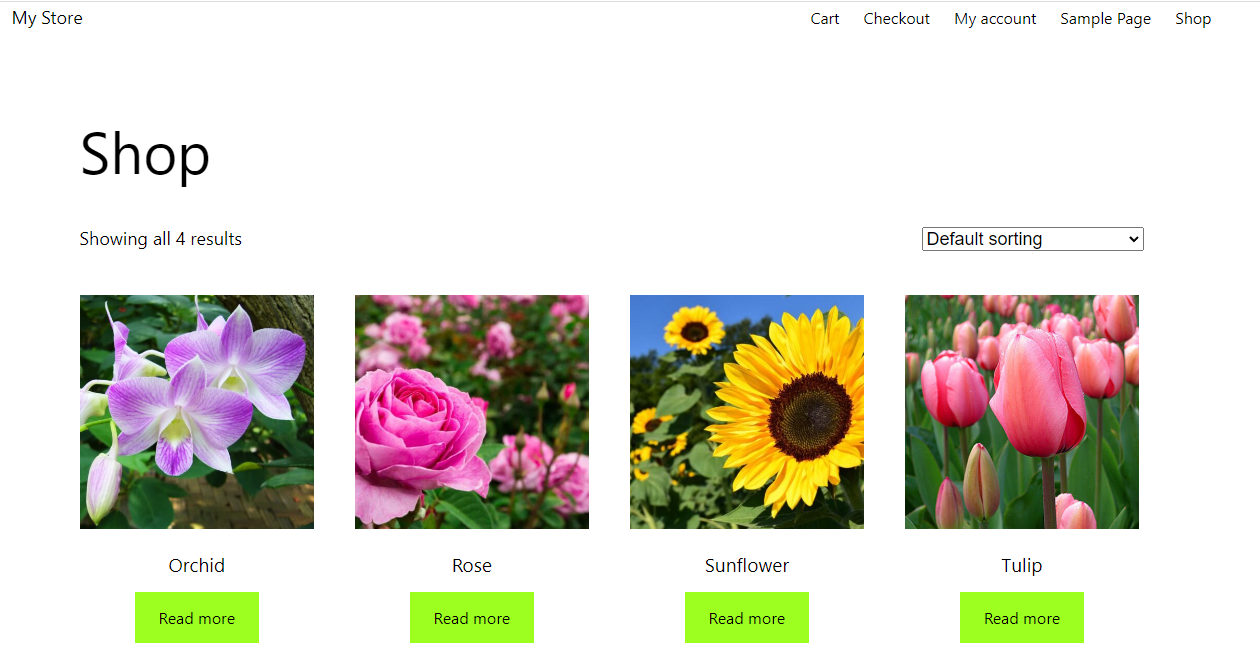 My Store
Cart Checkout My account Sample Page Shop
Shop
Showing all 4 results
Default sorting
Orchid Rose Sunflower Tulip
Read more Read more Read more Read more